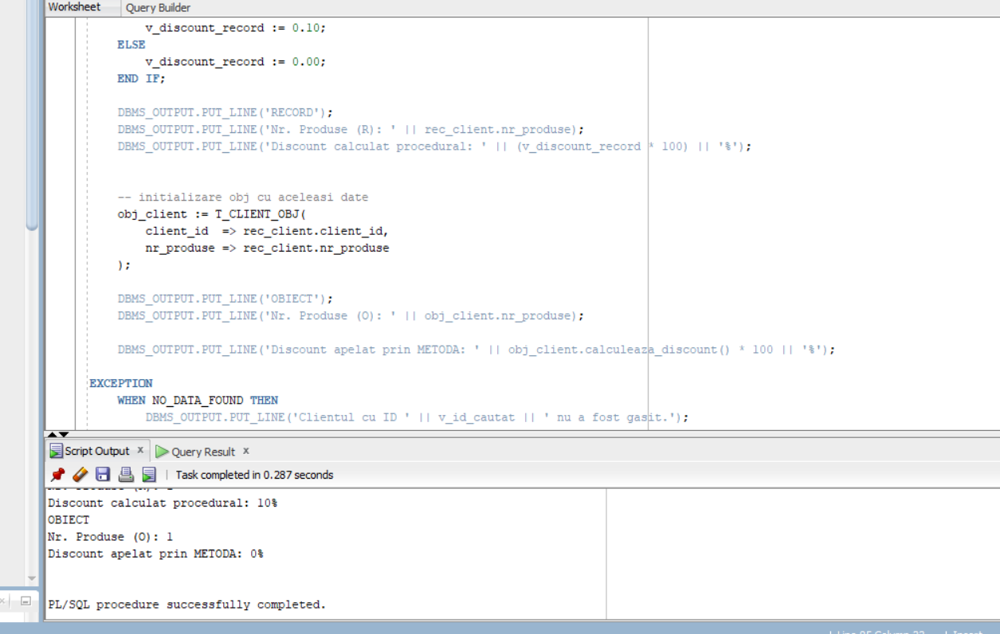 Worksheet Query Builder
v_discount_record := 0.10;
ELSE
v_discount_record := 0.00;
END IF;
DBMS_OUTPUT.PUT_LINE('RECORD');
DBMS_OUTPUT.PUT_LINE('Nr. Produse (R): ' || rec_client.nr_produse);
DBMS_OUTPUT.PUT_LINE('Discount calculat procedural: ' || (v_discount_record * 100) || '%');
-- initializare obj cu aceleasi date
obj_client := T_CLIENT_OBJ(
client_id => rec_client.client_id,
nr_produse => rec_client.nr_produse
);
DBMS_OUTPUT.PUT_LINE('OBIECT');
DBMS_OUTPUT.PUT_LINE('Nr. Produse (O): ' || obj_client.nr_produse);
DBMS_OUTPUT.PUT_LINE('Discount apelat prin METODA: ' || obj_client.calculeaza_discount() * 100 || '%');
EXCEPTION
WHEN NO_DATA_FOUND THEN
DBMS_OUTPUT.PUT_LINE('Clientul cu ID ' || v_id_cautat || ' nu a fost gasit.');
Script Output x Query Result x
Task completed in 0.287 seconds
Discount calculat procedural: 10%
OBIECT
Nr. Produse (O): 1
Discount apelat prin METODA: 0%
PL/SQL procedure successfully completed.